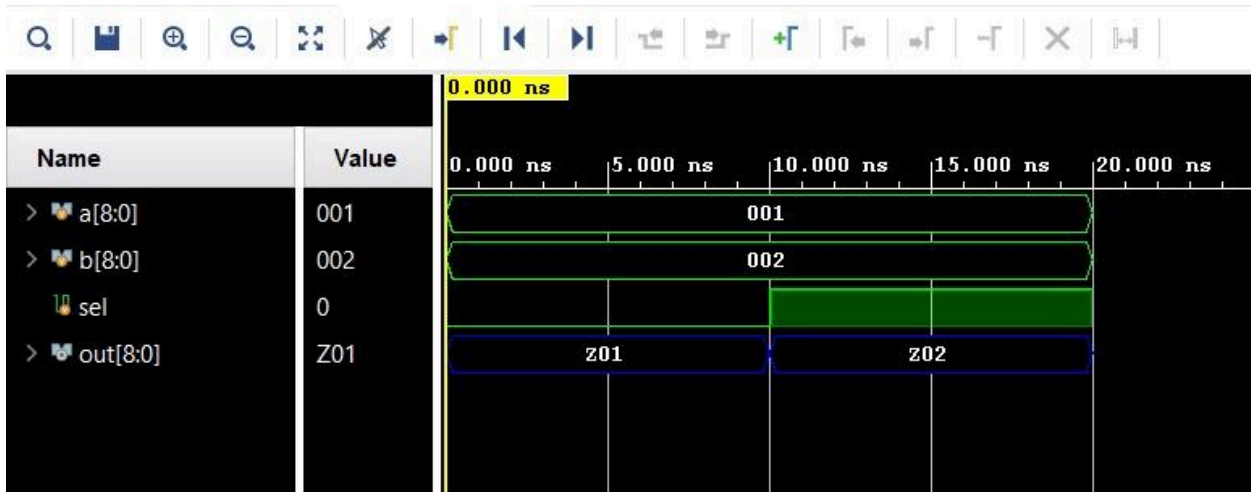 0.000 ns
Name Value 0.000 ns 5.000 ns 10.000 ns 15.000 ns 20.000 ns
a[8:0] 001 001
b[8:0] 002 002
sel 0
out[8:0] Z01 Z01 Z02